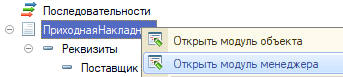 Последовательности
ПриходнаяНакладн
Открыть модуль объекта
Реквизиты
Открыть модуль менеджера
Поставщик